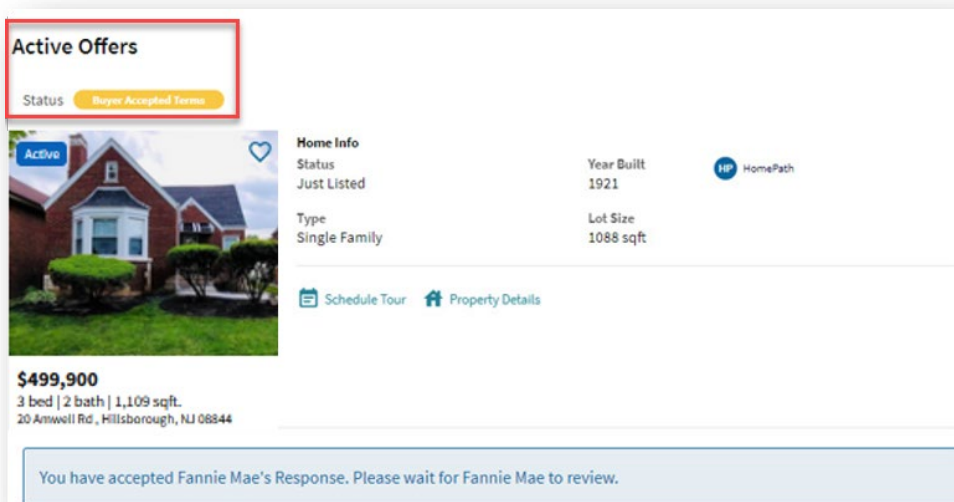 Active Offers
Status Buyer Accepted Terms
Active
Home Info
Status
Just Listed
Year Built
1921
HP HomePath
Type
Single Family
Lot Size
1088 sqft
Schedule Tour Property Details
$499,900
3 bed | 2 bath | 1,109 sqft.
20 Amwell Rd., Hillsborough, NJ 08844
You have accepted Fannie Mae's Response. Please wait for Fannie Mae to review.